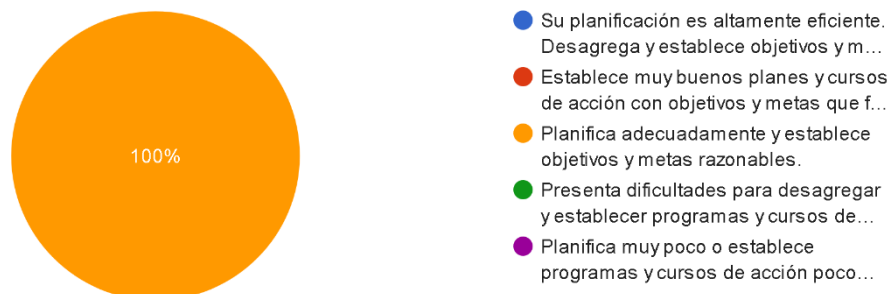 100%
Su planificación es altamente eficiente.
Desagrega y establece objetivos y m...
Establece muy buenos planes y cursos
de acción con objetivos y metas que f...
Planifica adecuadamente y establece
objetivos y metas razonables.
Presenta dificultades para desagregar
y establecer programas y cursos de...
Planifica muy poco o establece
programas y cursos de acción poco...